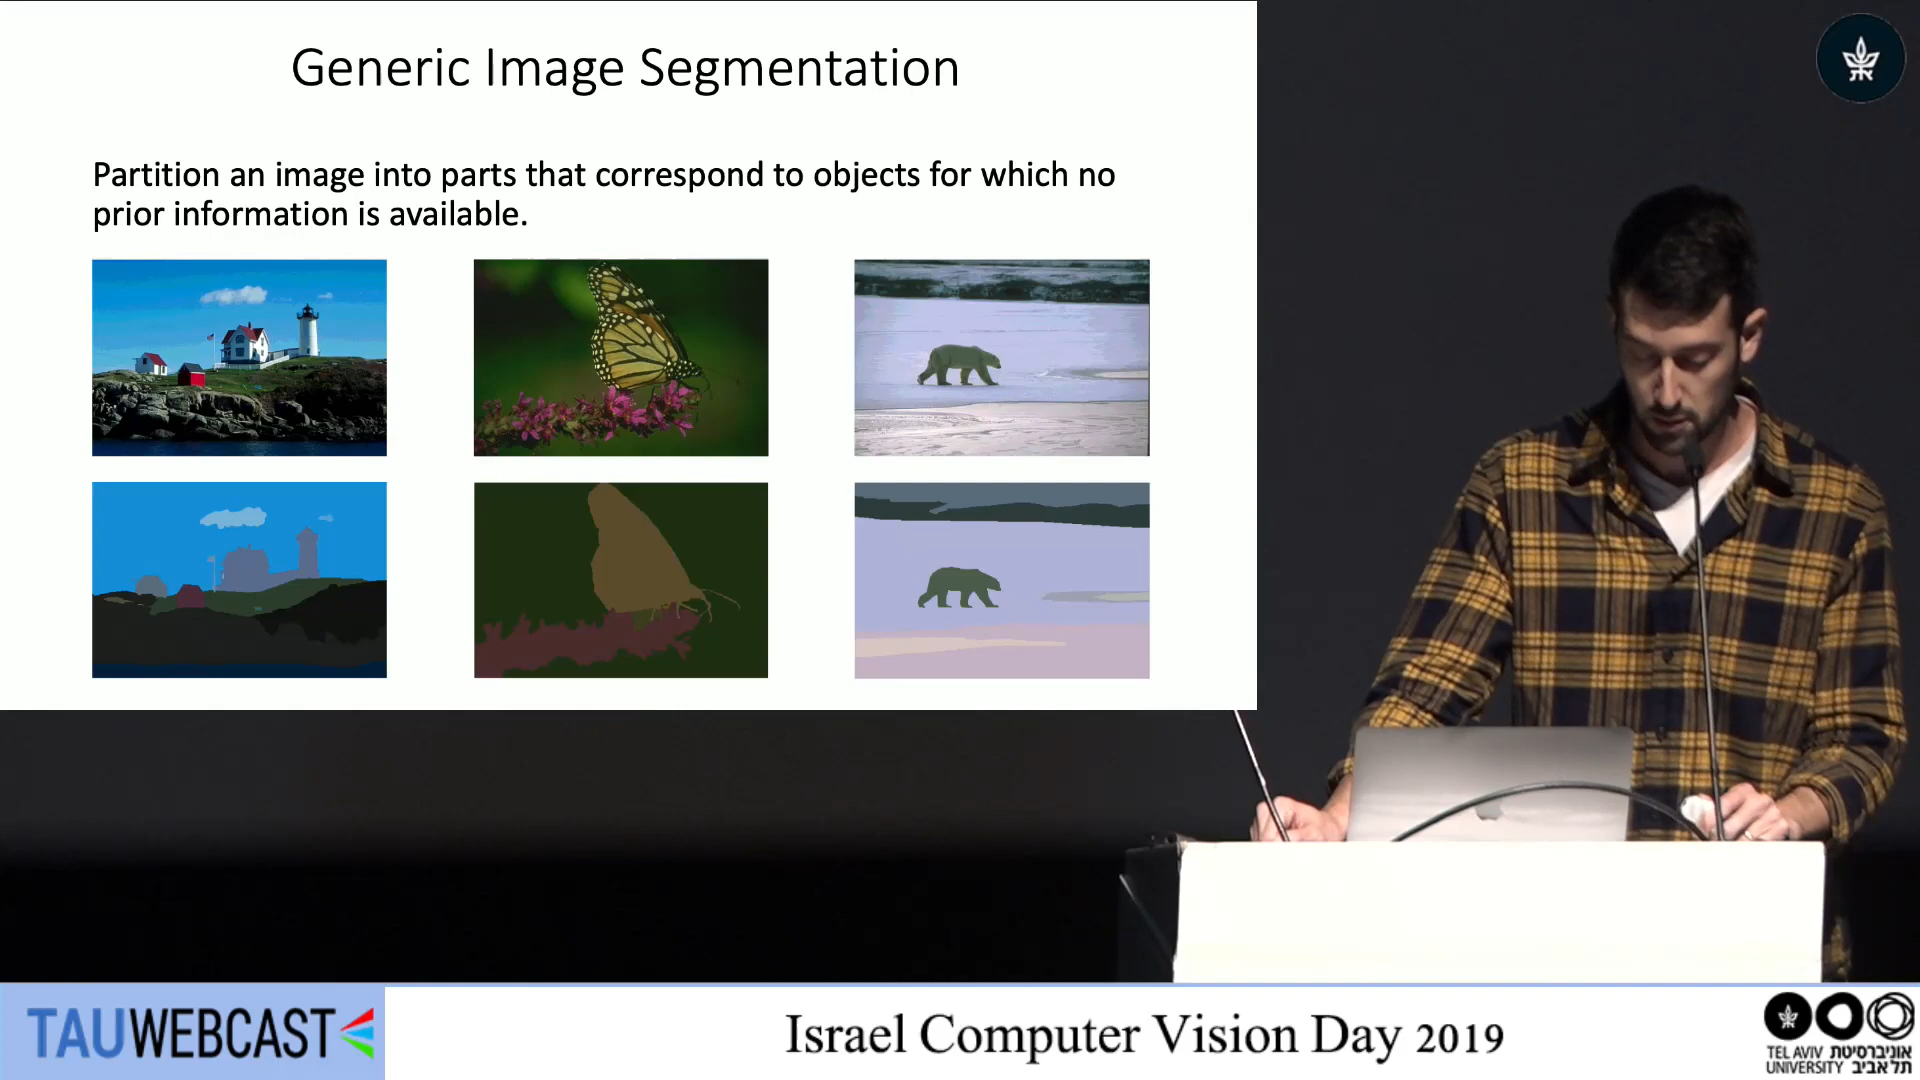 Generic Image Segmentation
Partition an image into parts that correspond to objects for which no
prior information is available.
TAUWEBCAST
Israel Computer Vision Day 2019
TEL AVIV אוניברסיטת
UNIVERSITY תל אביב